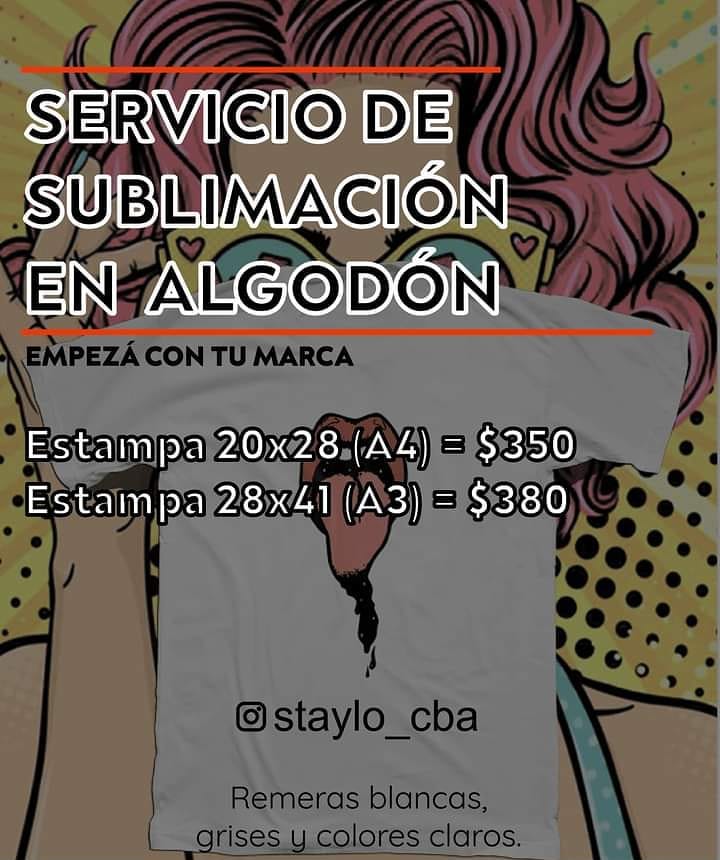 SERVICIO DE
SUBLIMACIÓN
EN ALGODÓN
EMPEZÁ CON TU MARCA
Estampa 20x28 (A4) = $350
Estampa 28x41 (A3) = $380
staylo_cba
Remeras blancas,
grises y colores claros.